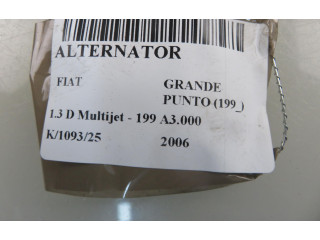 ALTERNATOR
FIAT GRANDE
PUNTO (199_)
1.3 D Multijet - 199 A3.000
K/1093/25 2006